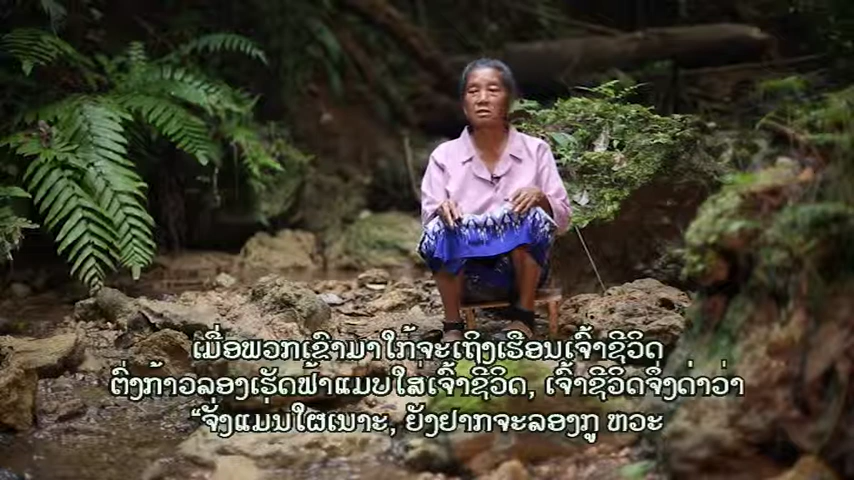 ເມື່ອພວກເຂົາມາໃກ້ຈະເຖິງເຮືອນເຈົ້າຊີວິດ
ຕົ່ງກ້າວລອງເຮັດຟ້າແມບໃສ່ເຈົ້າຊີວິດ, ເຈົ້າຊີວິດຈຶ່ງດ່າວ່າ
“ຈັ່ງແມ່ນໃຜເນາະ, ຍັງຢາກຈະລອງກູ ຫວະ